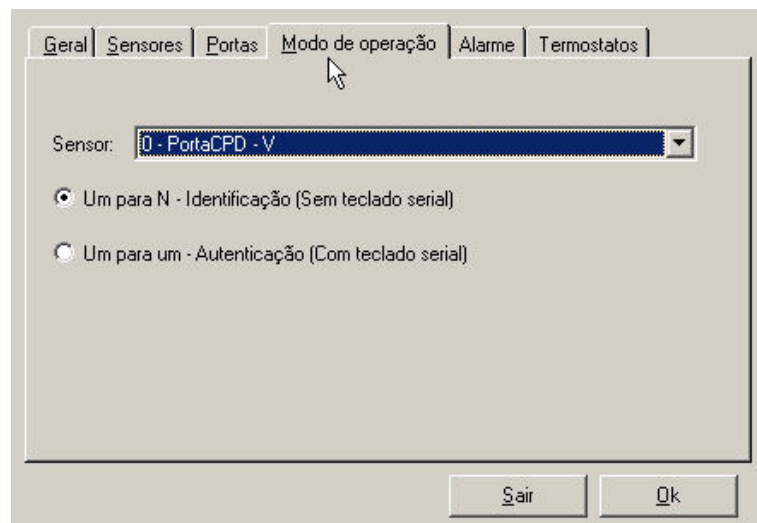 Geral Sensores Portas Modo de operação Alarme Termostatos
Sensor: 0 - PortaCPD - V
Um para N - Identificação (Sem teclado serial)
Um para um - Autenticação (Com teclado serial)
Sair Ok